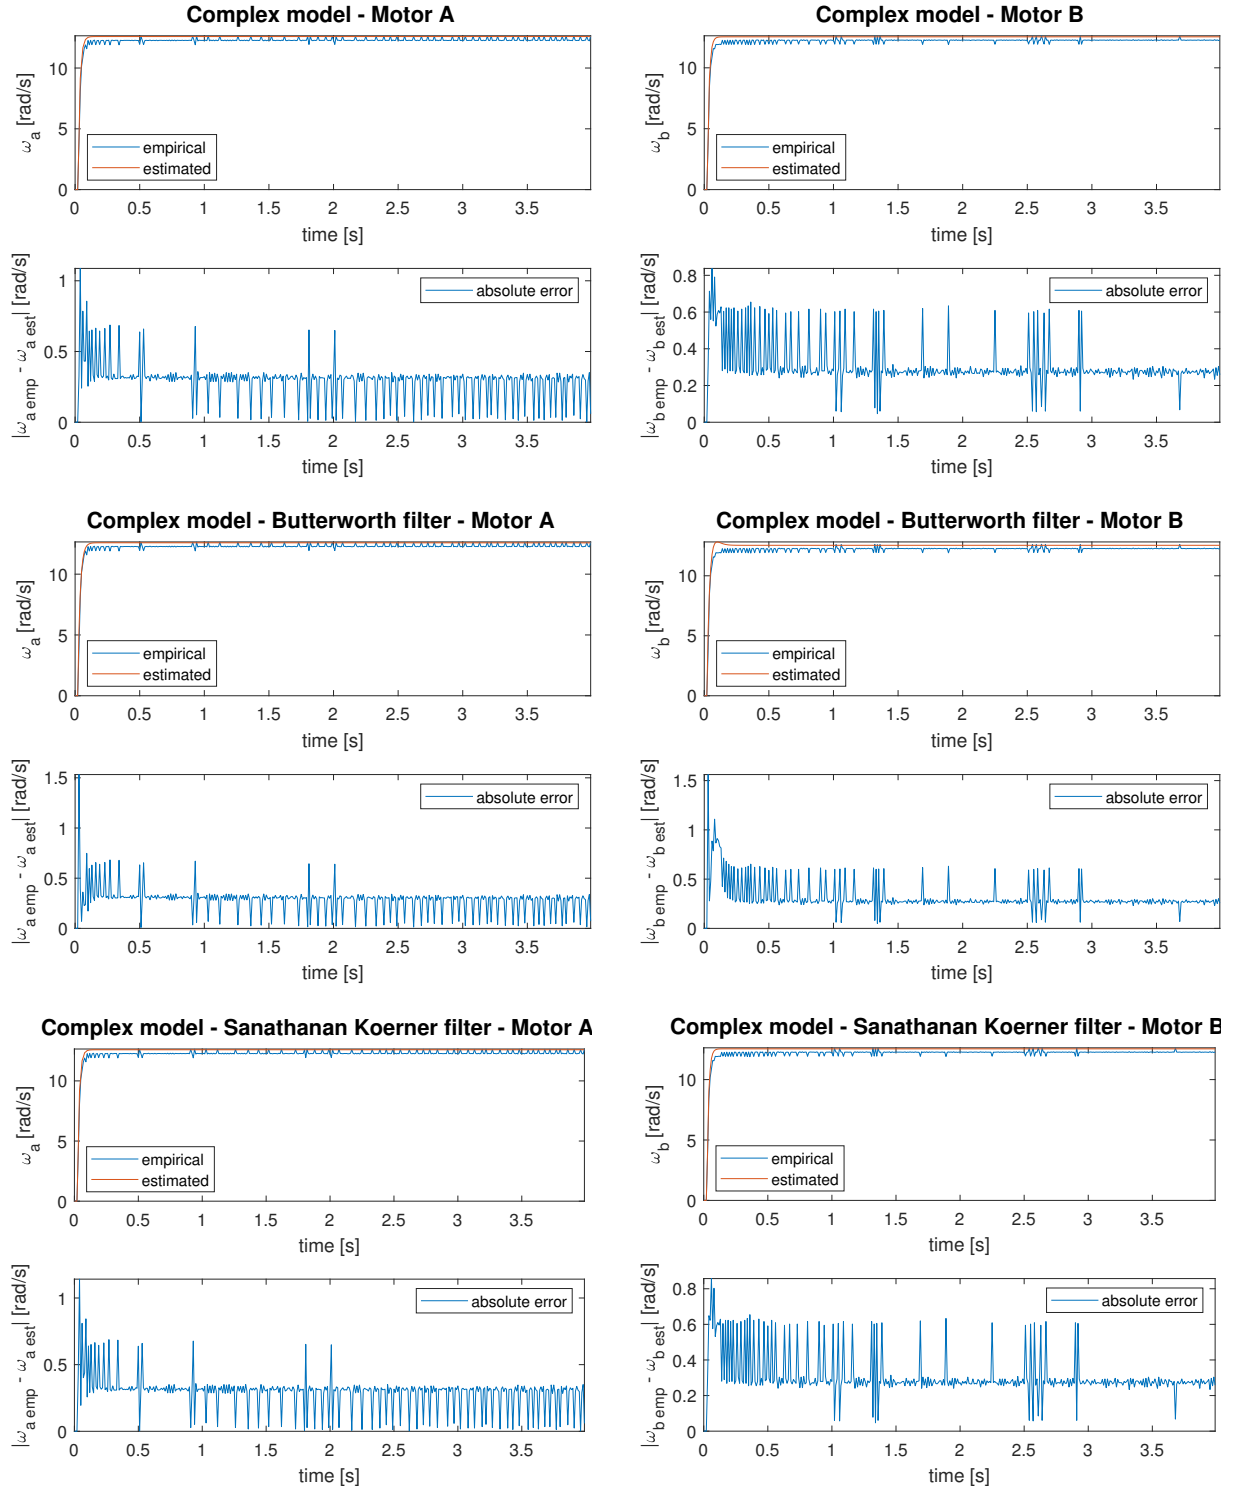 Complex model - Motor A
ω_a [rad/s]
10
5
0
empirical
estimated
0 0.5 1 1.5 2 2.5 3 3.5
time [s]
|ω_a emp - ω_a est| [rad/s]
1
0.5
0
absolute error
0 0.5 1 1.5 2 2.5 3 3.5
time [s]
Complex model - Motor B
ω_b [rad/s]
10
5
0
empirical
estimated
0 0.5 1 1.5 2 2.5 3 3.5
time [s]
|ω_b emp - ω_b est| [rad/s]
0.8
0.6
0.4
0.2
0
absolute error
0 0.5 1 1.5 2 2.5 3 3.5
time [s]
Complex model - Butterworth filter - Motor A
ω_a [rad/s]
10
5
0
empirical
estimated
0 0.5 1 1.5 2 2.5 3 3.5
time [s]
|ω_a emp - ω_a est| [rad/s]
1.5
1
0.5
0
absolute error
0 0.5 1 1.5 2 2.5 3 3.5
time [s]
Complex model - Butterworth filter - Motor B
ω_b [rad/s]
10
5
0
empirical
estimated
0 0.5 1 1.5 2 2.5 3 3.5
time [s]
|ω_b emp - ω_b est| [rad/s]
1.5
1
0.5
0
absolute error
0 0.5 1 1.5 2 2.5 3 3.5
time [s]
Complex model - Sanathanan Koerner filter - Motor A
ω_a [rad/s]
10
5
0
empirical
estimated
0 0.5 1 1.5 2 2.5 3 3.5
time [s]
|ω_a emp - ω_a est| [rad/s]
1
0.5
0
absolute error
0 0.5 1 1.5 2 2.5 3 3.5
time [s]
Complex model - Sanathanan Koerner filter - Motor B
ω_b [rad/s]
10
5
0
empirical
estimated
0 0.5 1 1.5 2 2.5 3 3.5
time [s]
|ω_b emp - ω_b est| [rad/s]
0.8
0.6
0.4
0.2
0
absolute error
0 0.5 1 1.5 2 2.5 3 3.5
time [s]